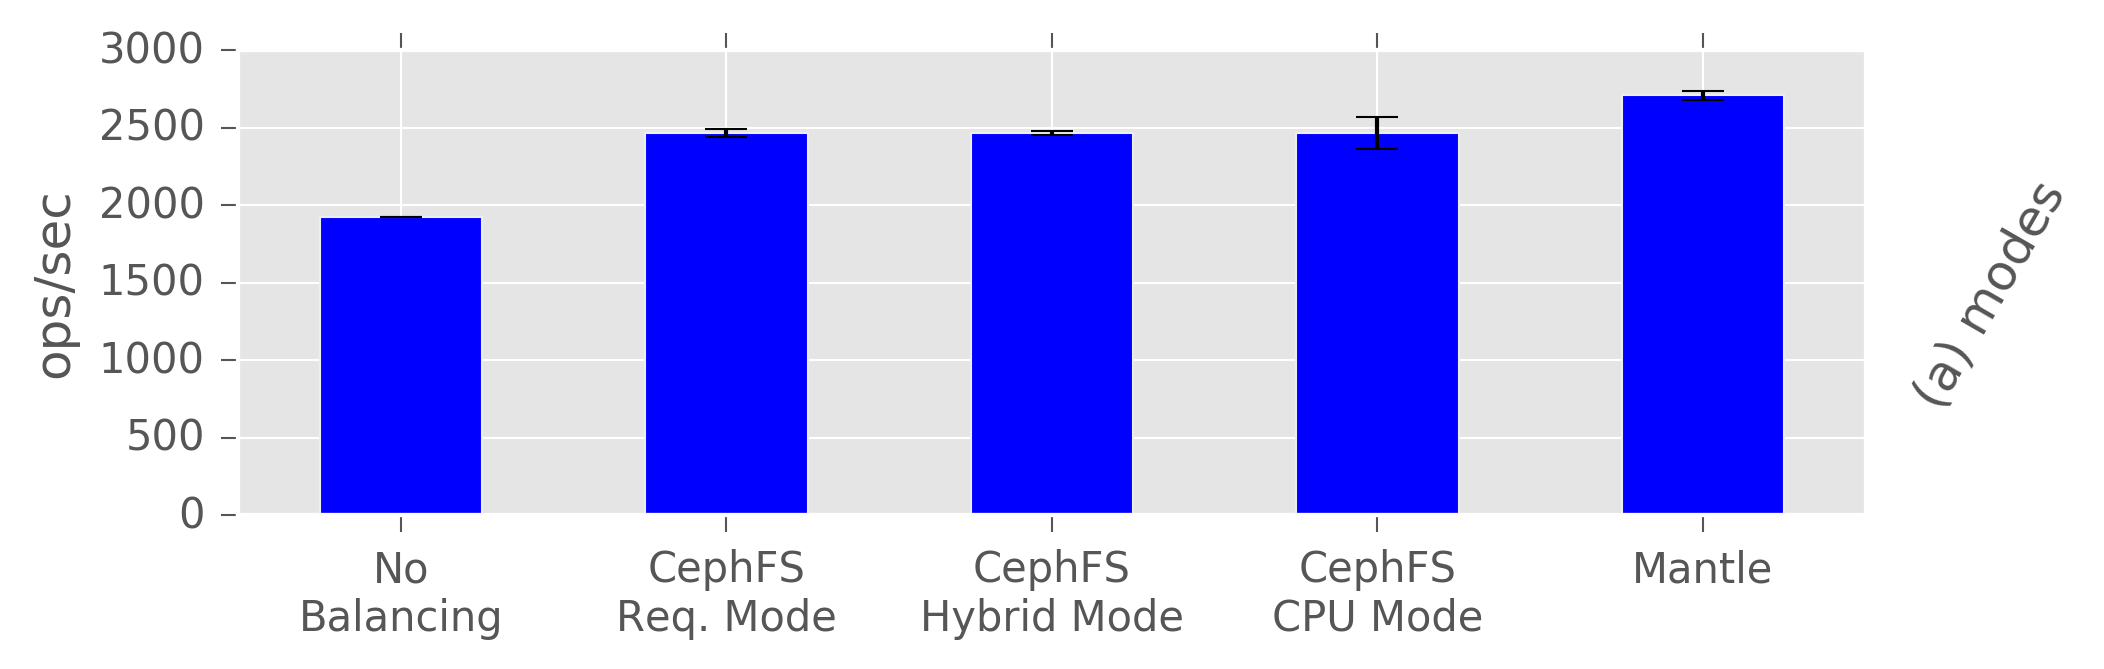 3000
2500
2000
1500
1000
500
0
ops/sec
No
Balancing
CephFS
Req. Mode
CephFS
Hybrid Mode
CephFS
CPU Mode
Mantle
(a) modes